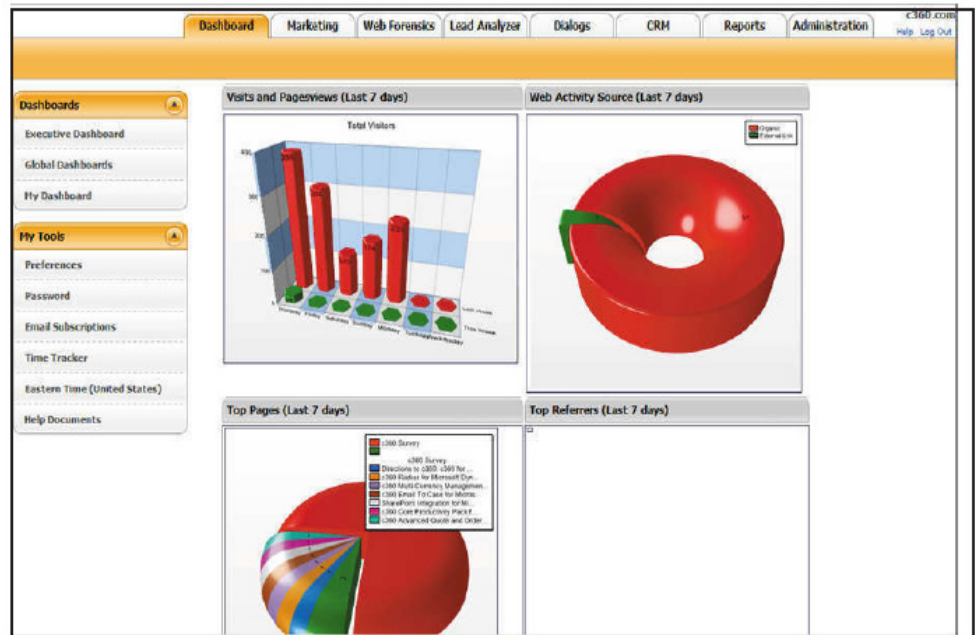 c360.com
Dashboard Marketing Web Forensics Lead Analyzer Dialogs CRM Reports Administration
Help Log Out
Dashboards
Executive Dashboard
Global Dashboards
My Dashboard
My Tools
Preferences
Password
Email Subscriptions
Time Tracker
Eastern Time (United States)
Help Documents
Visits and Pagesviews (Last 7 days)
Total Visitors
Web Activity Source (Last 7 days)
Organic
External Link
Top Pages (Last 7 days)
c360 Survey
c360 Survey
Directions to c360: c360 for ...
c360 Radius for Microsoft Dyn...
c360 Multi-Currency Managemen...
c360 Email To Case for Micros...
SharePoint Integration for Mi...
c360 Core Productivity Pack f...
c360 Advanced Quote and Order...
Top Referrers (Last 7 days)